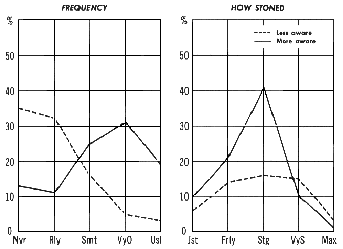 FREQUENCY
HOW STONED
%
50
40
30
20
10
0
Nvr Rly Smt VyO Usl
%
Less aware
More aware
50
40
30
20
10
0
Jst Frly Stg VyS Max